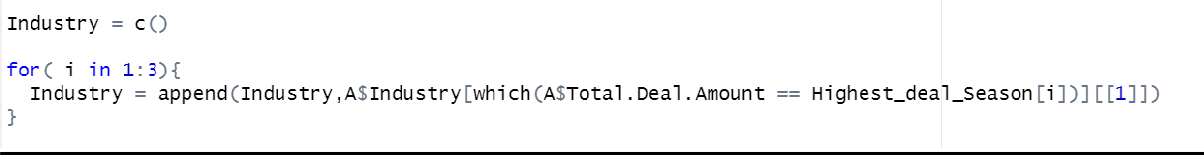 Industry = c()
for( i in 1:3){
Industry = append(Industry,A$Industry[which(A$Total.Deal.Amount == Highest_deal_Season[i])][[1]])
}